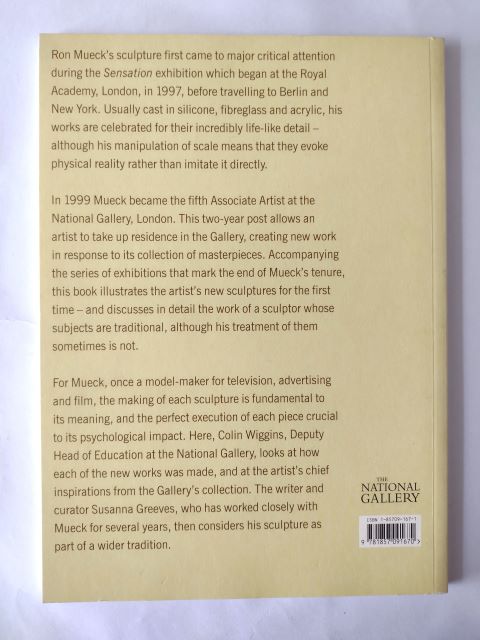 Ron Mueck's sculpture first came to major critical attention
during the Sensation exhibition which began at the Royal
Academy, London, in 1997, before travelling to Berlin and
New York. Usually cast in silicone, fibreglass and acrylic, his
works are celebrated for their incredibly life-like detail –
although his manipulation of scale means that they evoke
physical reality rather than imitate it directly.
In 1999 Mueck became the fifth Associate Artist at the
National Gallery, London. This two-year post allows an
artist to take up residence in the Gallery, creating new work
in response to its collection of masterpieces. Accompanying
the series of exhibitions that mark the end of Mueck's tenure,
this book illustrates the artist's new sculptures for the first
time – and discusses in detail the work of a sculptor whose
subjects are traditional, although his treatment of them
sometimes is not.
For Mueck, once a model-maker for television, advertising
and film, the making of each sculpture is fundamental to
its meaning, and the perfect execution of each piece crucial
to its psychological impact. Here, Colin Wiggins, Deputy
Head of Education at the National Gallery, looks at how
each of the new works was made, and at the artist's chief
inspirations from the Gallery's collection. The writer and
curator Susanna Greeves, who has worked closely with
Mueck for several years, then considers his sculpture as
part of a wider tradition.
THE
NATIONAL
GALLERY
ISBN 1-85709-167-1
9 781857 091670 >